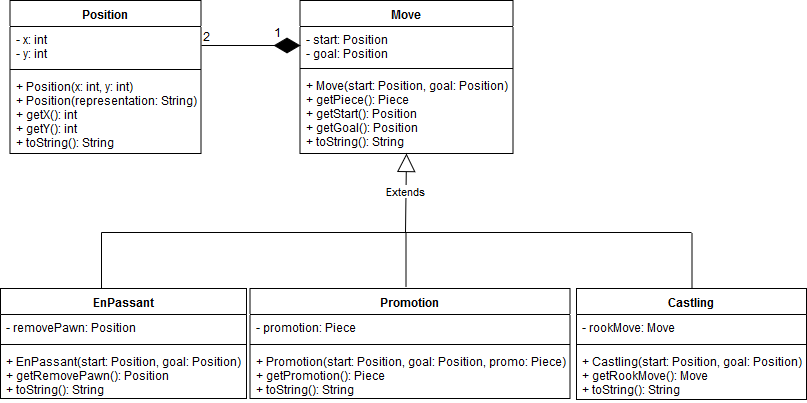 Position
- x: int
- y: int
+ Position(x: int, y: int)
+ Position(representation: String)
+ getX(): int
+ getY(): int
+ toString(): String
2
1
Move
- start: Position
- goal: Position
+ Move(start: Position, goal: Position)
+ getPiece(): Piece
+ getStart(): Position
+ getGoal(): Position
+ toString(): String
Extends
EnPassant
- removePawn: Position
+ EnPassant(start: Position, goal: Position)
+ getRemovePawn(): Position
+ toString(): String
Promotion
- promotion: Piece
+ Promotion(start: Position, goal: Position, promo: Piece)
+ getPromotion(): Piece
+ toString(): String
Castling
- rookMove: Move
+ Castling(start: Position, goal: Position)
+ getRookMove(): Move
+ toString(): String